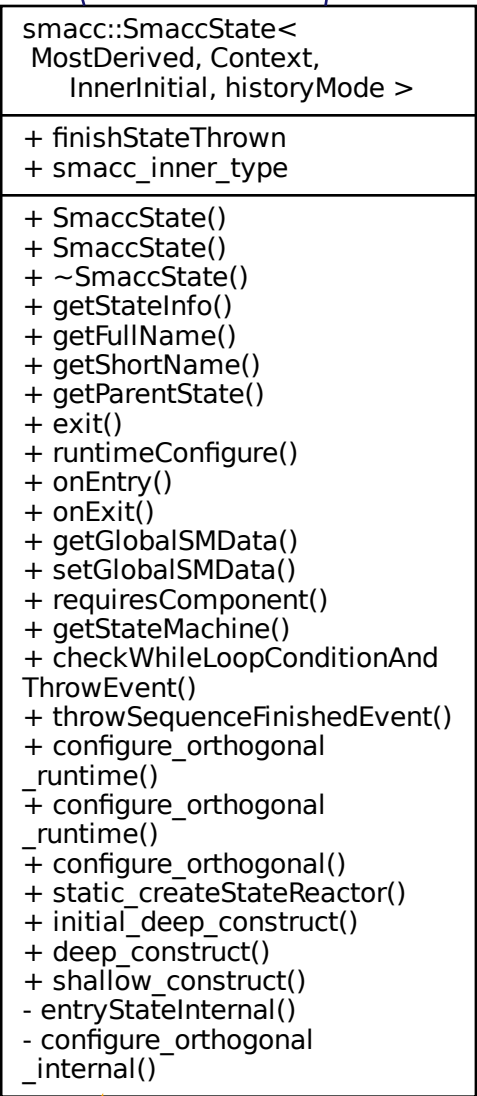 smacc::SmaccState<
MostDerived, Context,
InnerInitial, historyMode >
+ finishStateThrown
+ smacc_inner_type
+ SmaccState()
+ SmaccState()
+ ~SmaccState()
+ getStateInfo()
+ getFullName()
+ getShortName()
+ getParentState()
+ exit()
+ runtimeConfigure()
+ onEntry()
+ onExit()
+ getGlobalSMData()
+ setGlobalSMData()
+ requiresComponent()
+ getStateMachine()
+ checkWhileLoopConditionAnd
ThrowEvent()
+ throwSequenceFinishedEvent()
+ configure_orthogonal
_runtime()
+ configure_orthogonal
_runtime()
+ configure_orthogonal()
+ static_createStateReactor()
+ initial_deep_construct()
+ deep_construct()
+ shallow_construct()
- entryStateInternal()
- configure_orthogonal
_internal()